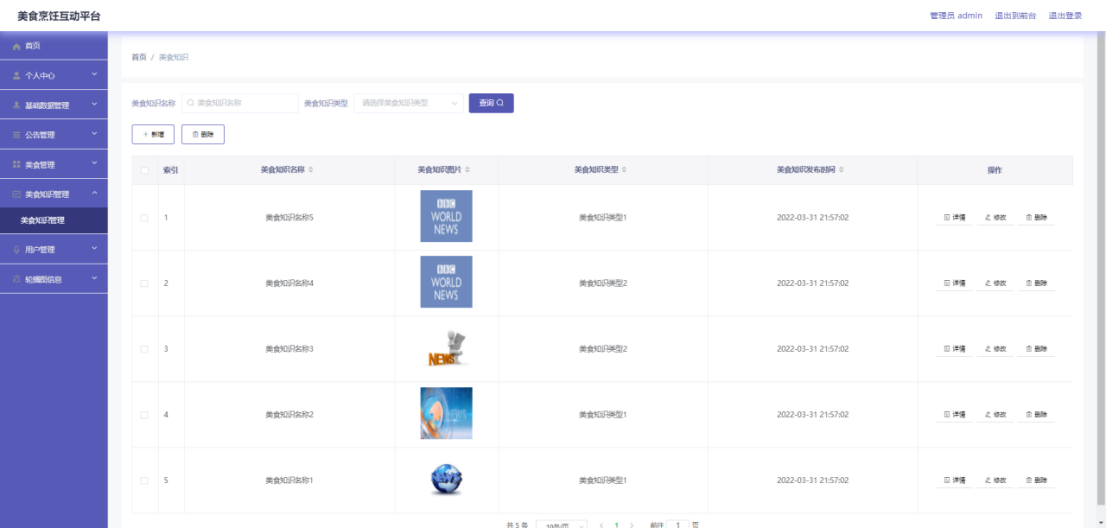 美食烹饪互动平台 管理员 admin 退出到前台 退出登录
首页
个人中心
基础数据管理
公告管理
美食管理
美食知识管理
美食知识管理
用户管理
轮播图信息
首页 / 美食知识
美食知识名称 美食知识名称 美食知识类型 请选择美食知识类型 查询
+ 新增 删除
索引 美食知识名称 美食知识图片 美食知识类型 美食知识发布时间 操作
1 美食知识名称5 BBC WORLD NEWS 美食知识类型1 2022-03-31 21:57:02 详情 修改 删除
2 美食知识名称4 BBC WORLD NEWS 美食知识类型2 2022-03-31 21:57:02 详情 修改 删除
3 美食知识名称3 NEWS 美食知识类型2 2022-03-31 21:57:02 详情 修改 删除
4 美食知识名称2 美食知识类型1 2022-03-31 21:57:02 详情 修改 删除
5 美食知识名称1 美食知识类型1 2022-03-31 21:57:02 详情 修改 删除
共 5 条 10条/页 < 1 > 前往 1 页